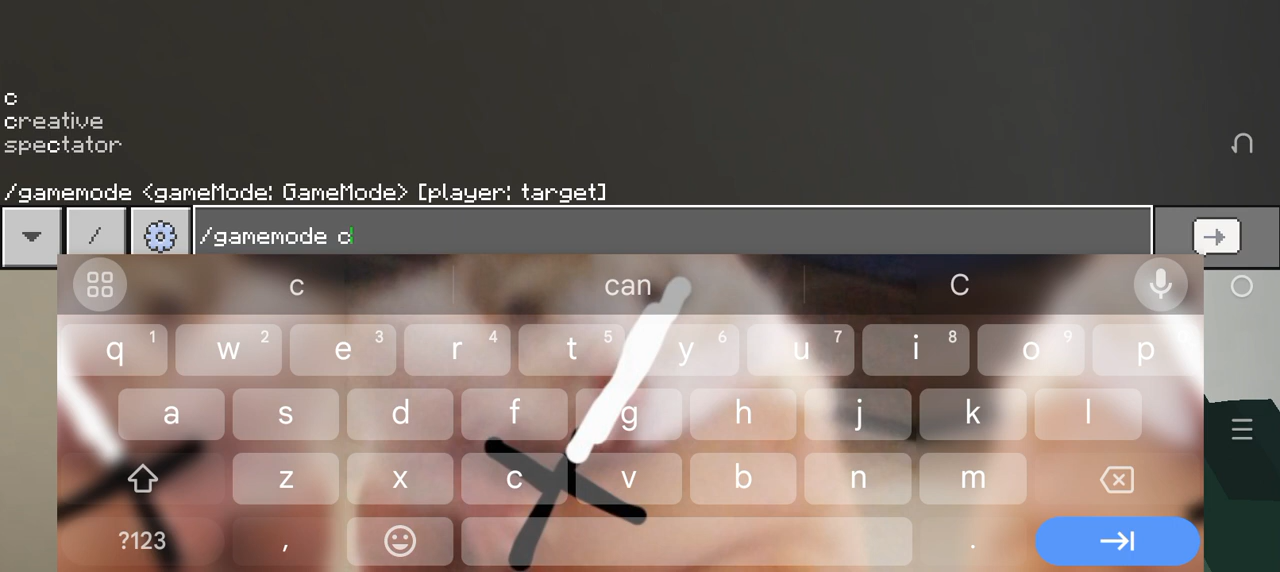 c
creative
spectator
/gamemode <gameMode: GameMode> [player: target]
/
/gamemode c
c can C
q 1 w 2 e 3 r 4 t 5 y 6 u 7 i 8 o 9 p
a s d f g h j k l
z x c v b n m
?123 , .